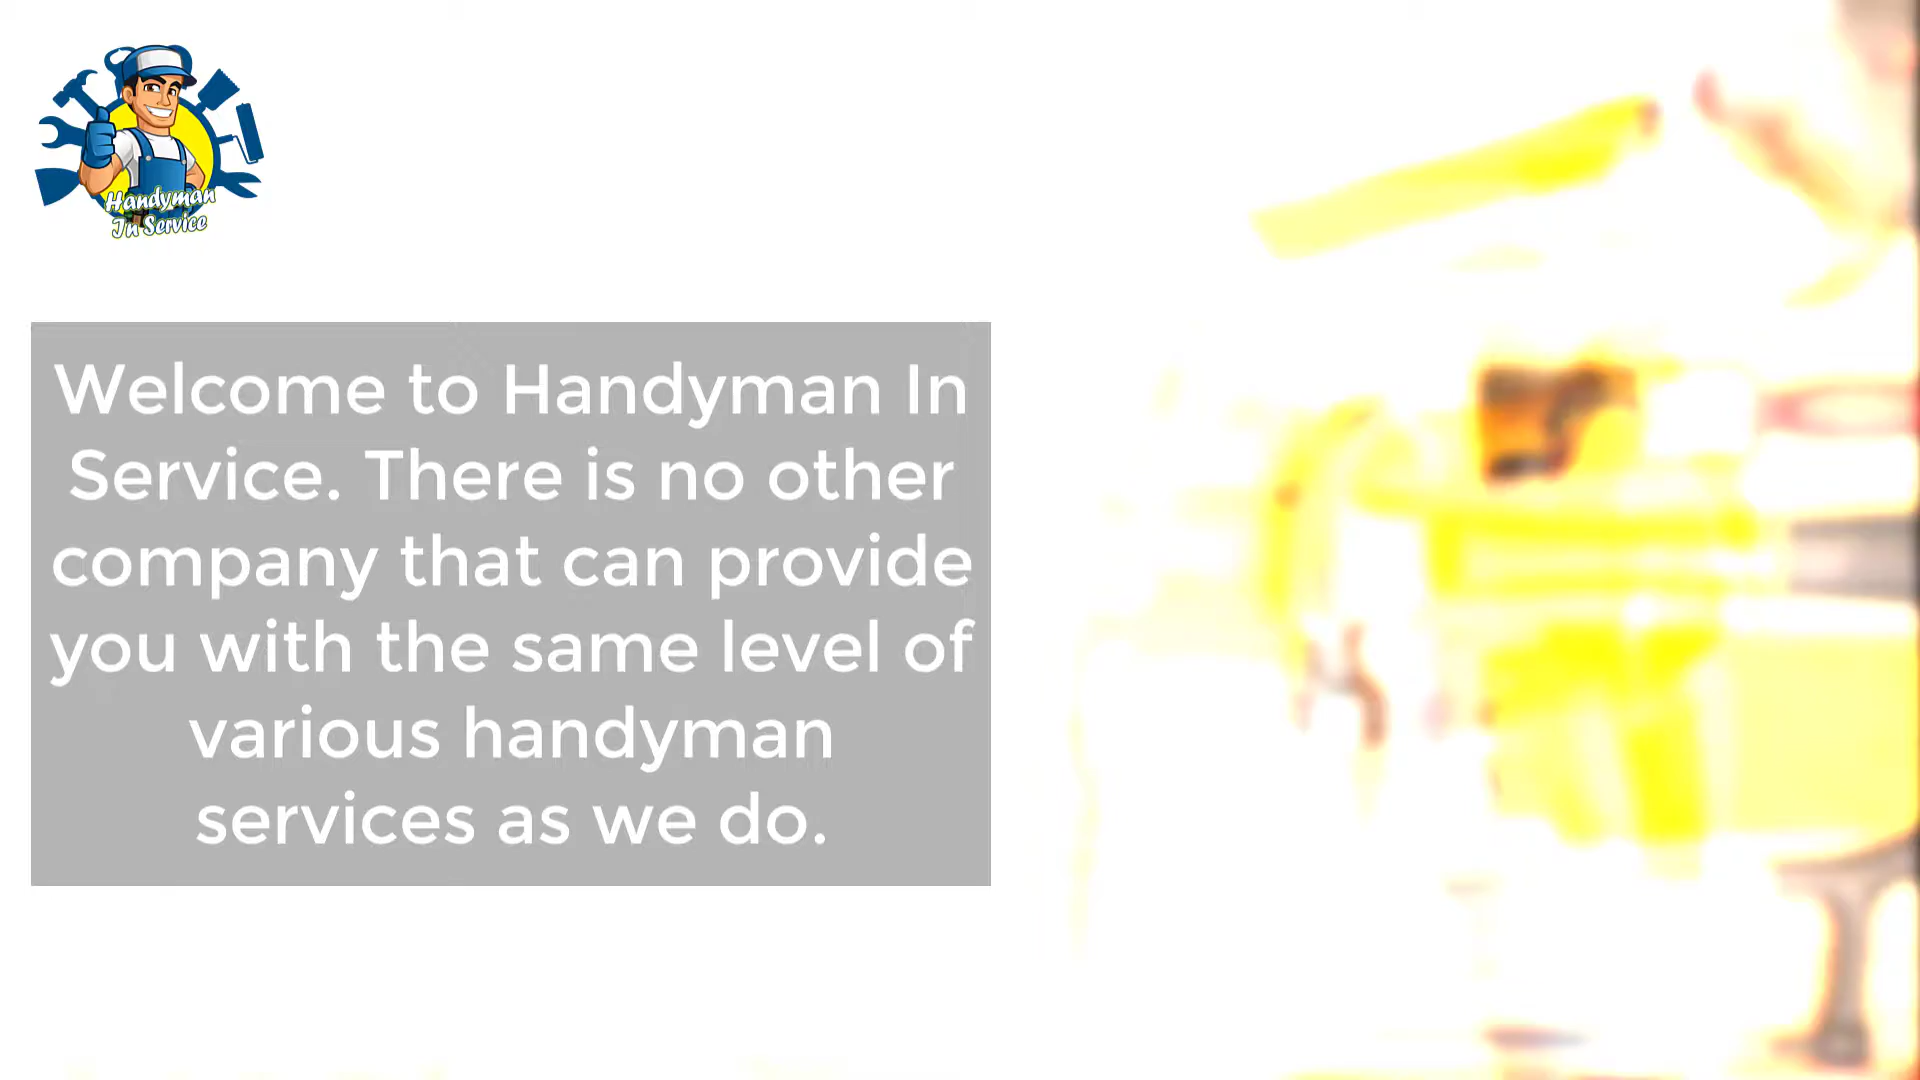 Handyman
In Service
Welcome to Handyman In
Service. There is no other
company that can provide
you with the same level of
various handyman
services as we do.